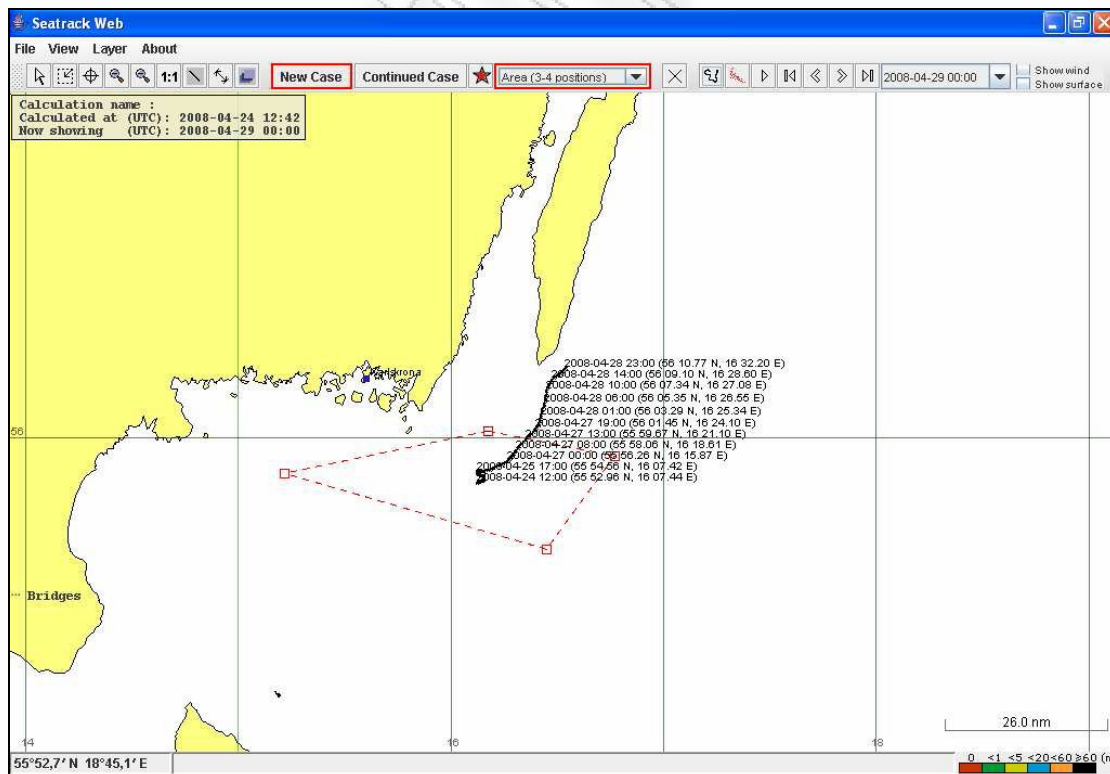 Seatrack Web
File View Layer About
1:1 New Case Continued Case Area (3-4 positions) 2008-04-29 00:00 Show wind
Show surface
Calculation name :
Calculated at (UTC): 2008-04-24 12:42
Now showing (UTC): 2008-04-29 00:00
Karlskrona
2008-04-28 23:00 (56 10.77 N, 16 32.20 E)
2008-04-28 14:00 (56 09.10 N, 16 28.60 E)
2008-04-28 10:00 (56 07.34 N, 16 27.08 E)
2008-04-28 06:00 (56 05.35 N, 16 26.55 E)
2008-04-28 01:00 (56 03.29 N, 16 25.34 E)
2008-04-27 19:00 (56 01.45 N, 16 24.10 E)
2008-04-27 13:00 (55 59.67 N, 16 21.10 E)
2008-04-27 08:00 (55 58.06 N, 16 18.61 E)
2008-04-27 00:00 (55 56.26 N, 16 15.87 E)
2008-04-25 17:00 (55 54.56 N, 16 07.42 E)
2008-04-24 12:00 (55 52.96 N, 16 07.44 E)
56
Bridges
26.0 nm
14 16 18
55°52,7' N 18°45,1' E
0 <1 <5 <20 <60 ≥60 (m